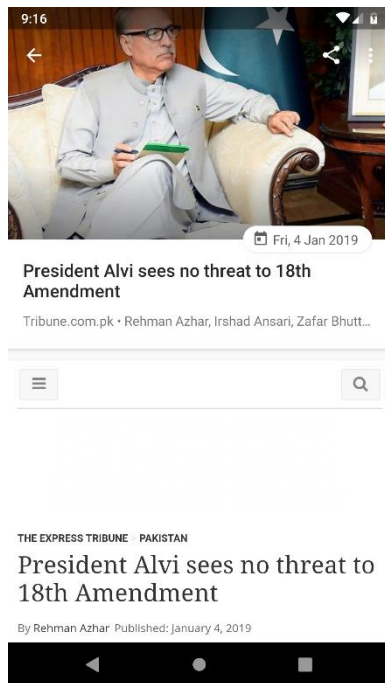 9:16
Fri, 4 Jan 2019
President Alvi sees no threat to 18th
Amendment
Tribune.com.pk • Rehman Azhar, Irshad Ansari, Zafar Bhutt...
THE EXPRESS TRIBUNE PAKISTAN
President Alvi sees no threat to
18th Amendment
By Rehman Azhar Published: January 4, 2019